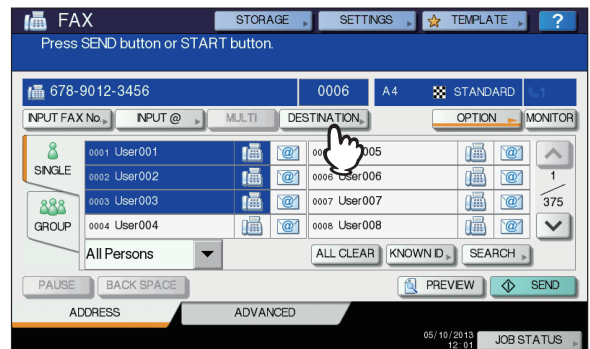 FAX STORAGE SETTINGS TEMPLATE ?
Press SEND button or START button.
678-9012-3456 0006 A4 STANDARD 1
INPUT FAX No. INPUT @ MULTI DESTINATION OPTION MONITOR
SINGLE
GROUP
0001 User001
0002 User002
0003 User003
0004 User004
0006 User006
0007 User007
0008 User008
1
375
All Persons ALL CLEAR KNOWN ID SEARCH
PAUSE BACK SPACE PREVIEW SEND
ADDRESS ADVANCED
05/10/2013
12:01
JOB STATUS